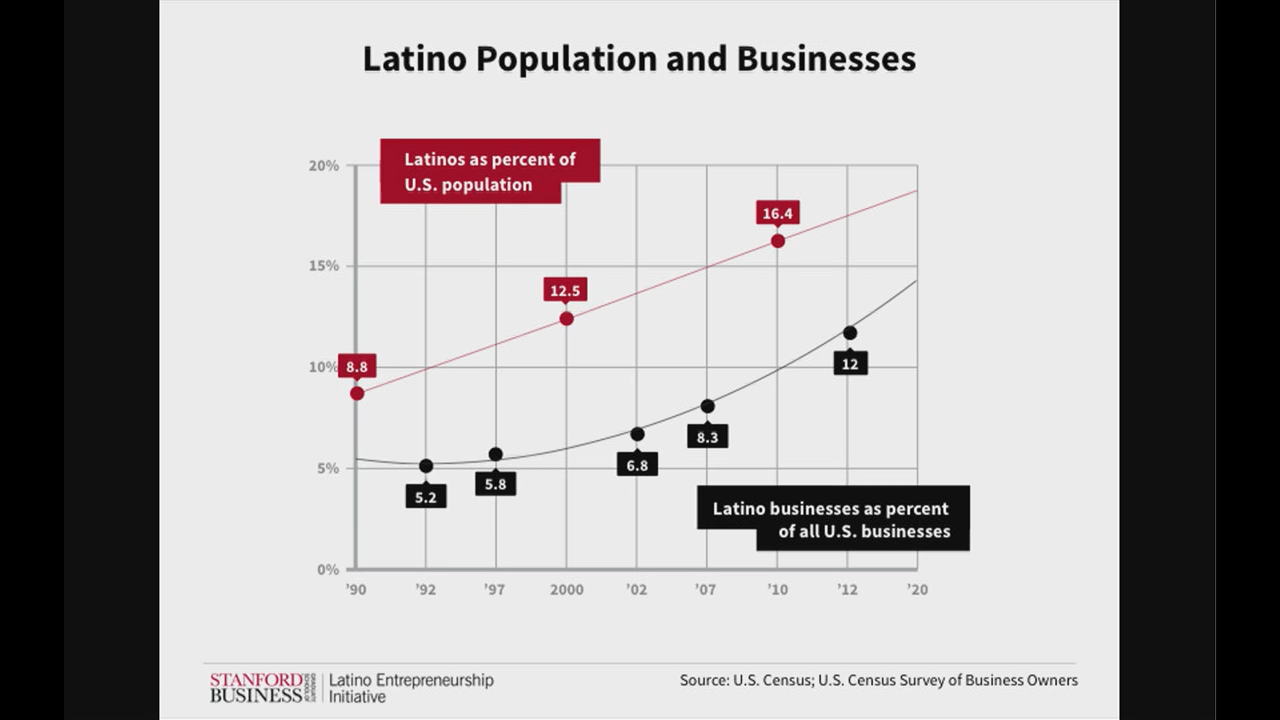 Latino Population and Businesses
Latinos as percent of
U.S. population
20%
15%
10%
5%
0%
8.8
12.5
16.4
5.2
5.8
6.8
8.3
12
Latino businesses as percent
of all U.S. businesses
’90 ’92 ’97 2000 ’02 ’07 ’10 ’12 ’20
STANFORD
BUSINESS
GRADUATE
SCHOOL OF
Latino Entrepreneurship
Initiative
Source: U.S. Census; U.S. Census Survey of Business Owners